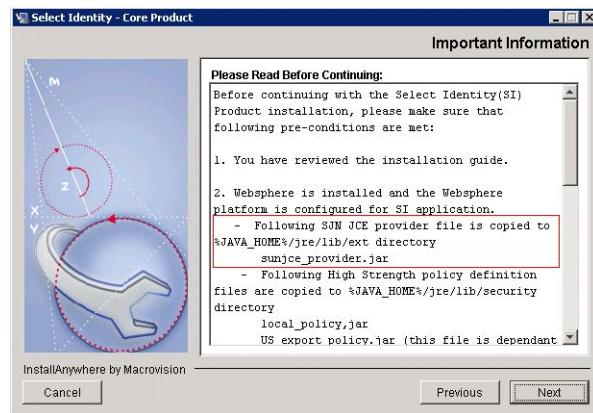 Select Identity - Core Product
Important Information
Please Read Before Continuing:
Before continuing with the Select Identity(SI)
Product installation, please make sure that
following pre-conditions are met:
1. You have reviewed the installation guide.
2. Websphere is installed and the Websphere
platform is configured for SI application.
- Following SJN JCE provider file is copied to
%JAVA_HOME%/jre/lib/ext directory
sunjce_provider.jar
- Following High Strength policy definition
files are copied to %JAVA_HOME%/jre/lib/security
directory
local_policy,jar
US export policy.jar (this file is dependant
M
Z
X
Y
InstallAnywhere by Macrovision
Cancel
Previous
Next